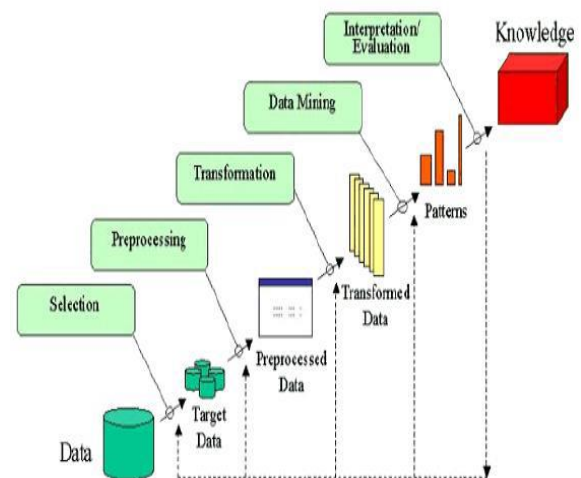 Interpretation/
Evaluation
Knowledge
Data Mining
Transformation
Patterns
Preprocessing
Transformed
Data
Selection
Preprocessed
Data
Target
Data
Data